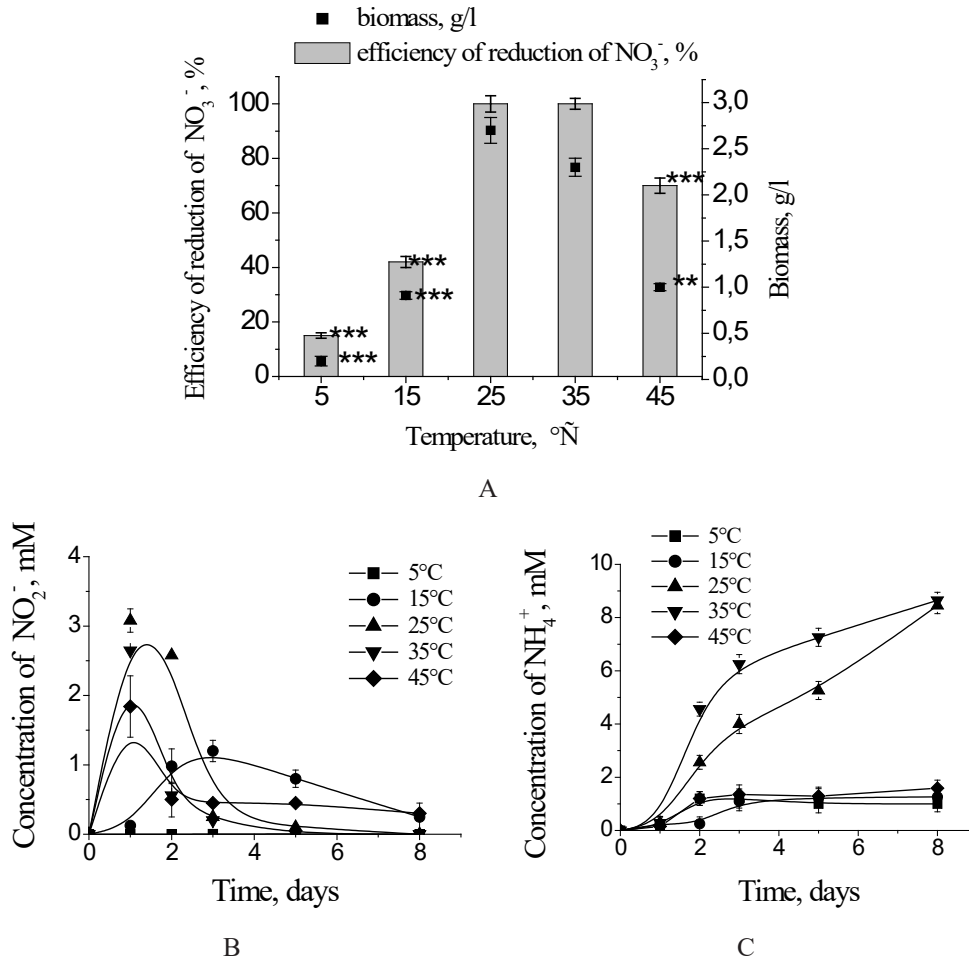 biomass, g/l
efficiency of reduction of NO₃⁻, %
Efficiency of reduction of NO₃⁻, %
100
80
60
40
20
0
***
***
***
***
***
**
3,0
2,5
2,0
1,5
1,0
0,5
0,0
Biomass, g/l
5 15 25 35 45
Temperature, °Ñ
A
Concentration of NO₂⁻, mM
4
3
2
1
0
5°C
15°C
25°C
35°C
45°C
0 2 4 6 8
Time, days
B
Concentration of NH₄⁺, mM
10
8
6
4
2
0
5°C
15°C
25°C
35°C
45°C
0 2 4 6 8
Time, days
C